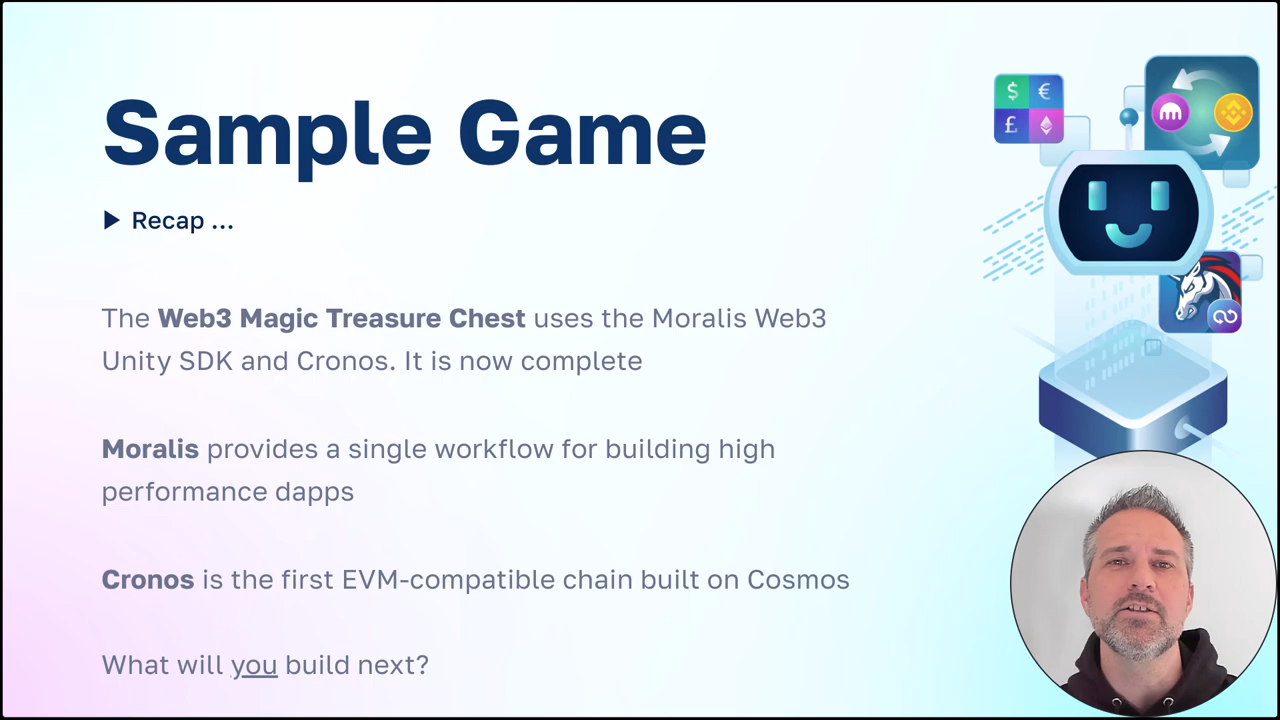 Sample Game
▶ Recap ...
The Web3 Magic Treasure Chest uses the Moralis Web3
Unity SDK and Cronos. It is now complete
Moralis provides a single workflow for building high
performance dapps
Cronos is the first EVM-compatible chain built on Cosmos
What will you build next?
$ €
£